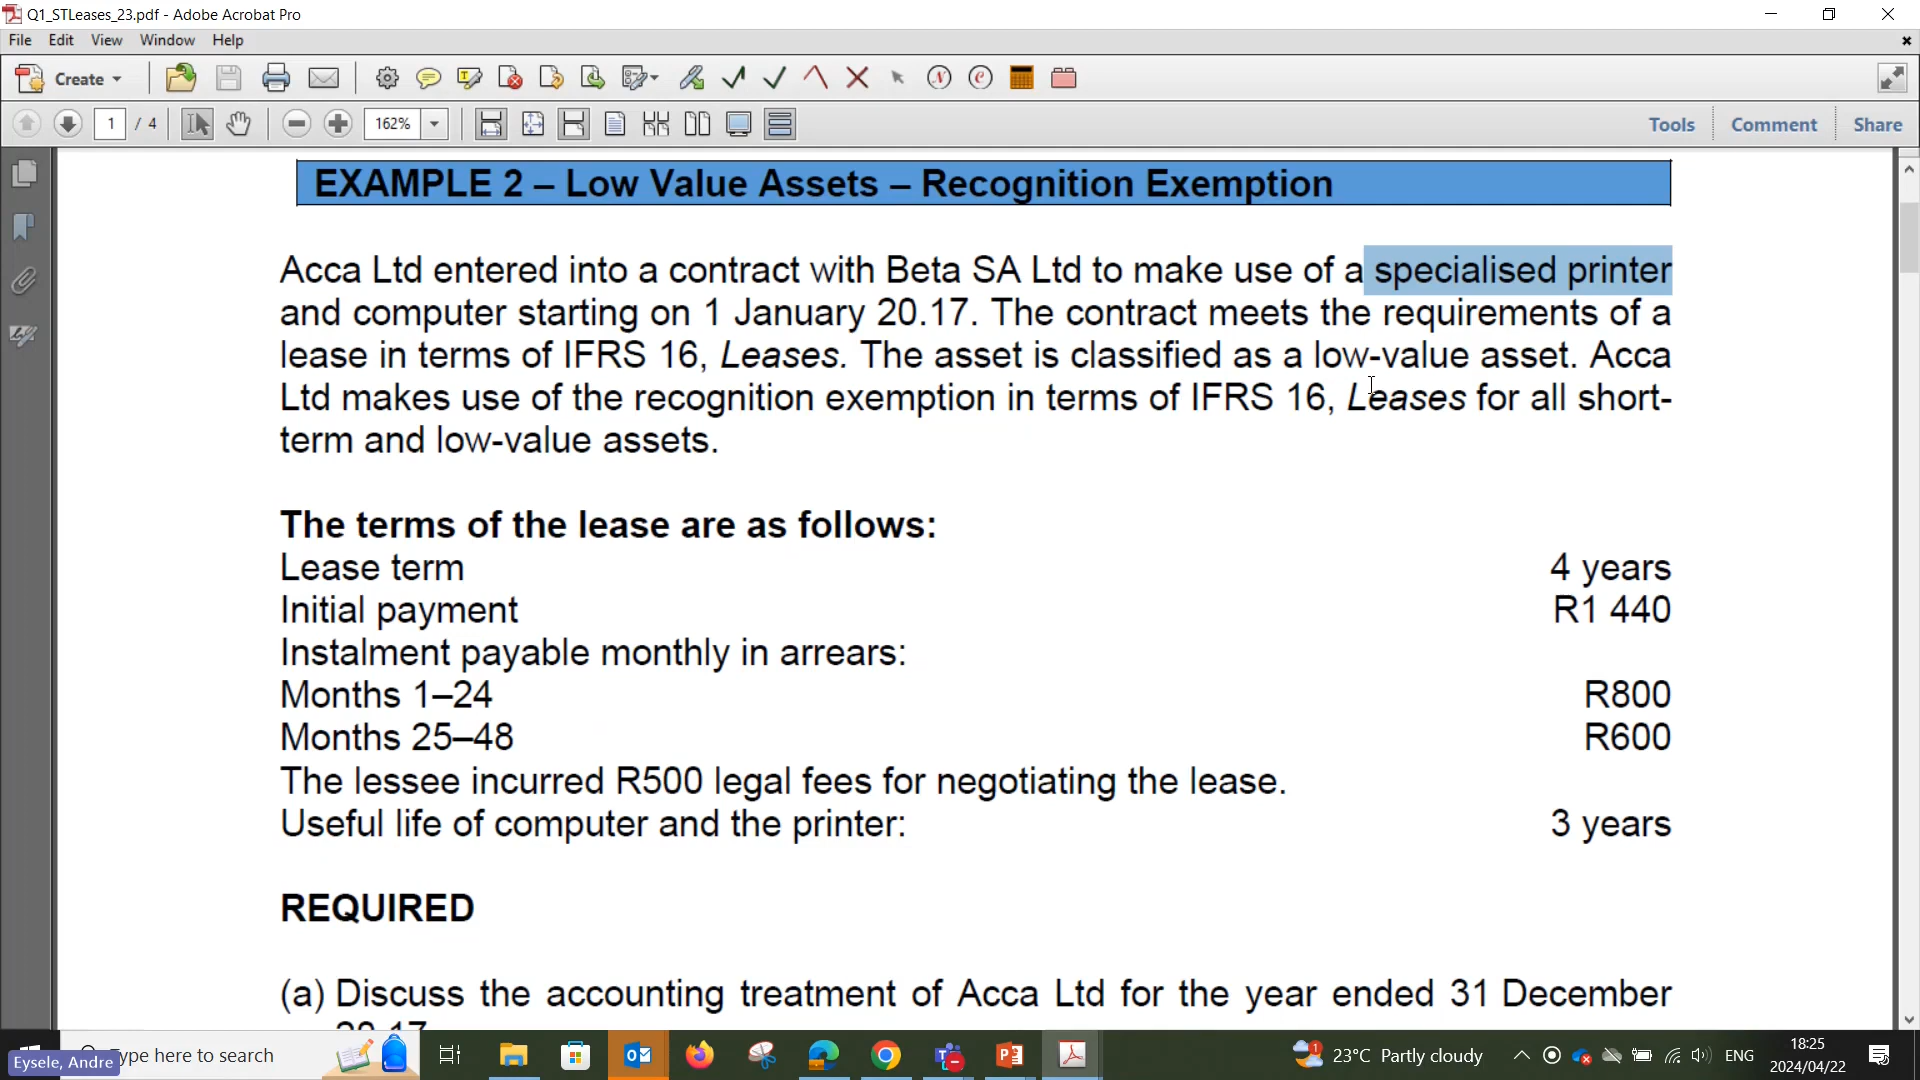 Q1_STLeases_23.pdf - Adobe Acrobat Pro
File Edit View Window Help
Create
1 / 4 162% Tools Comment Share
EXAMPLE 2 – Low Value Assets – Recognition Exemption
Acca Ltd entered into a contract with Beta SA Ltd to make use of a specialised printer
and computer starting on 1 January 20.17. The contract meets the requirements of a
lease in terms of IFRS 16, Leases. The asset is classified as a low-value asset. Acca
Ltd makes use of the recognition exemption in terms of IFRS 16, Leases for all short-
term and low-value assets.
The terms of the lease are as follows:
Lease term 4 years
Initial payment R1 440
Instalment payable monthly in arrears:
Months 1–24 R800
Months 25–48 R600
The lessee incurred R500 legal fees for negotiating the lease.
Useful life of computer and the printer: 3 years
REQUIRED
(a) Discuss the accounting treatment of Acca Ltd for the year ended 31 December
20.17
Eysele, Andre
Type here to search
23°C Partly cloudy
ENG
18:25
2024/04/22